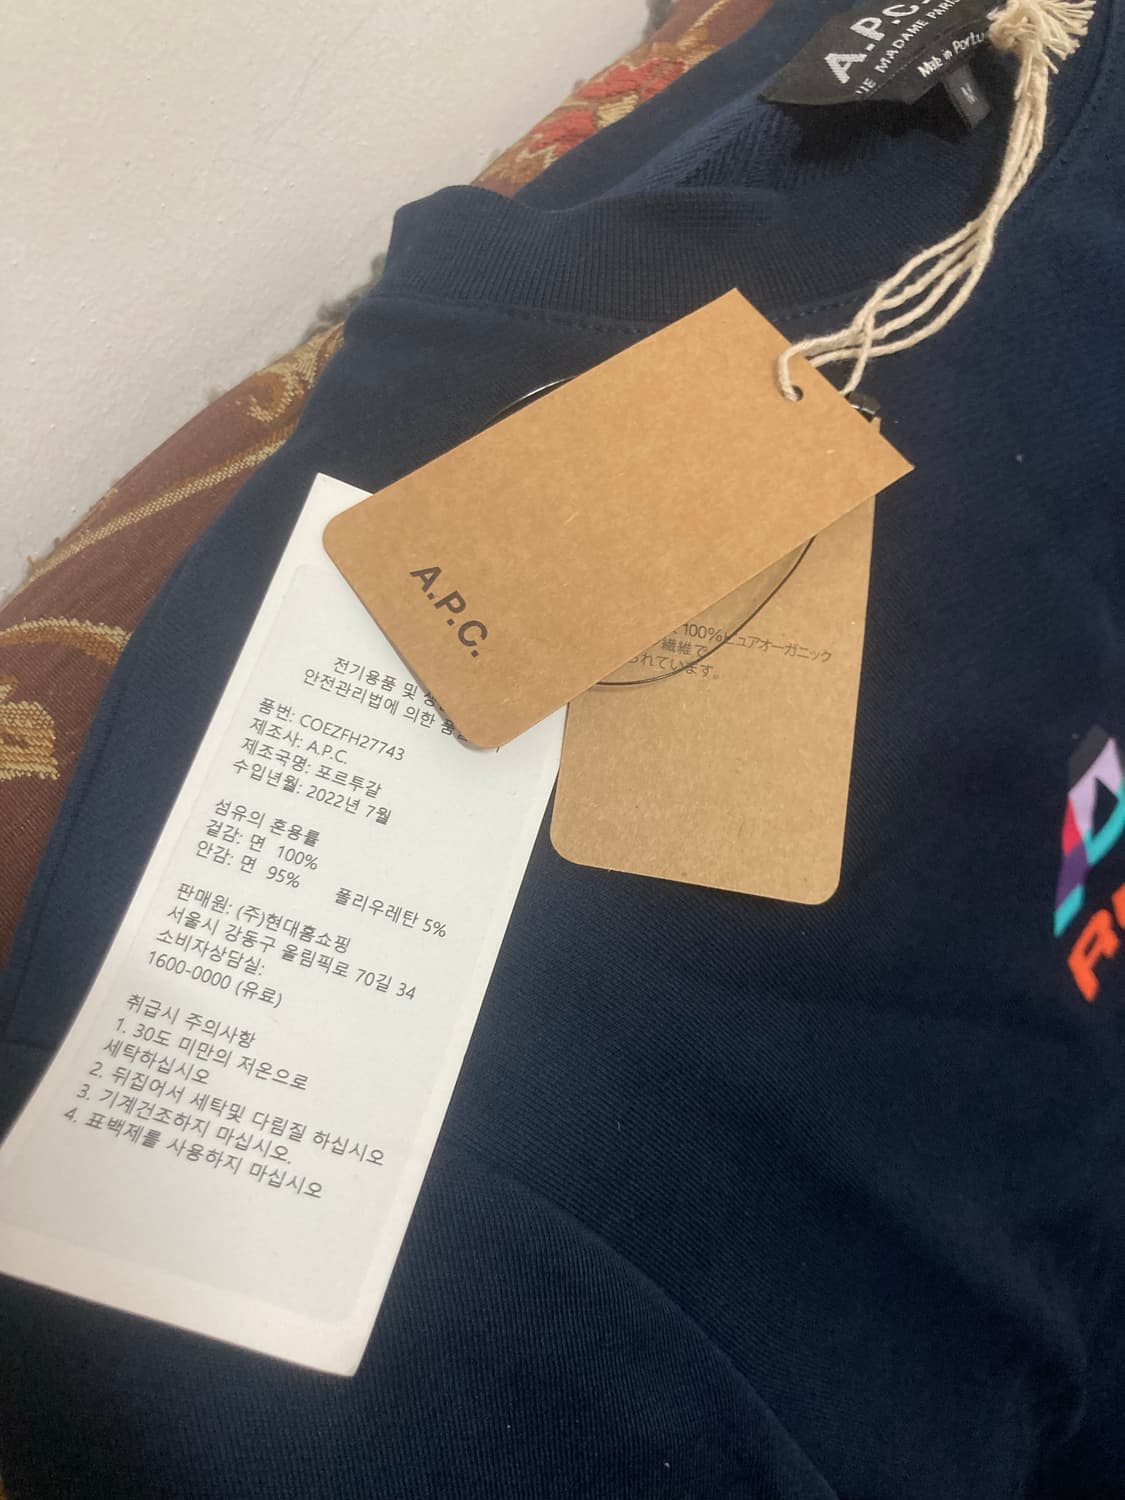 A.P.C.
RUE MADAME PARIS
Made in Portu
M
A.P.C.
100%ピュアオーガニック
繊維で
られています。
전기용품 및
안전관리법에 의한
품번: COEZFH27743
제조사: A.P.C.
제조국명: 포르투갈
수입년월: 2022년 7월
섬유의 혼용률
겉감: 면 100%
안감: 면 95% 폴리우레탄 5%
판매원: (주)현대홈쇼핑
서울시 강동구 올림픽로 70길 34
소비자상담실:
1600-0000 (유료)
취급시 주의사항
1. 30도 미만의 저온으로
세탁하십시오
2. 뒤집어서 세탁및 다림질 하십시오
3. 기계건조하지 마십시오.
4. 표백제를 사용하지 마십시오